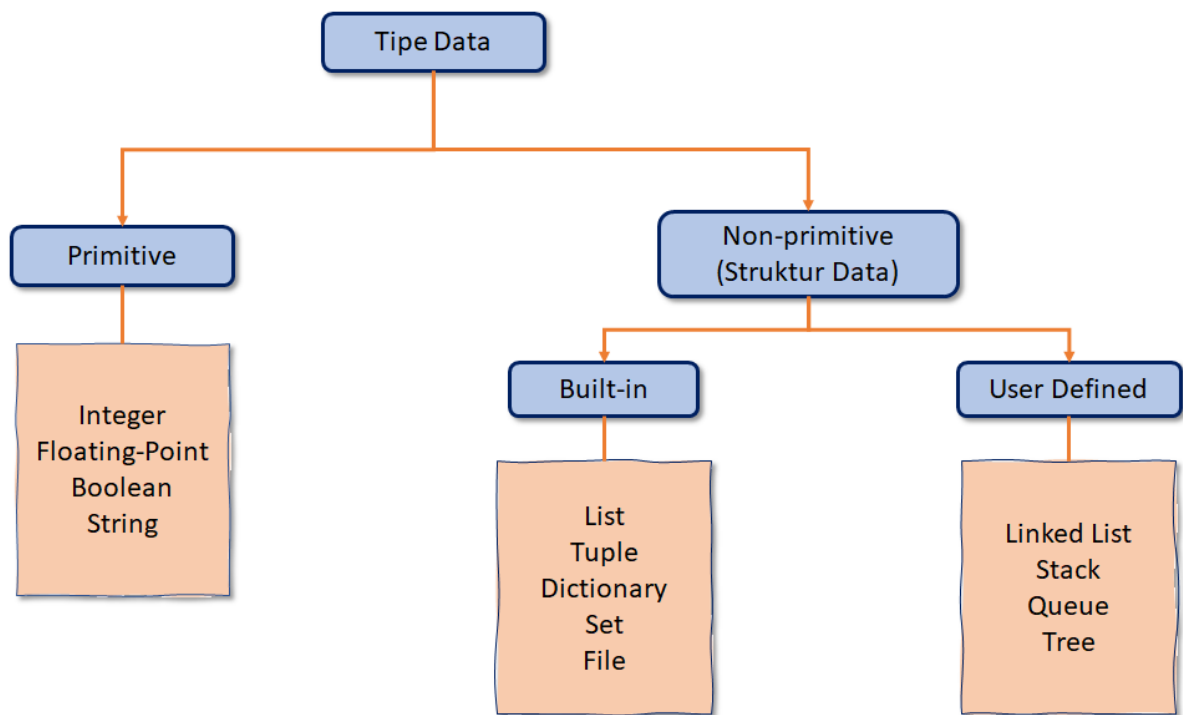 Tipe Data
Primitive
Non-primitive
(Struktur Data)
Integer
Floating-Point
Boolean
String
Built-in
User Defined
List
Tuple
Dictionary
Set
File
Linked List
Stack
Queue
Tree